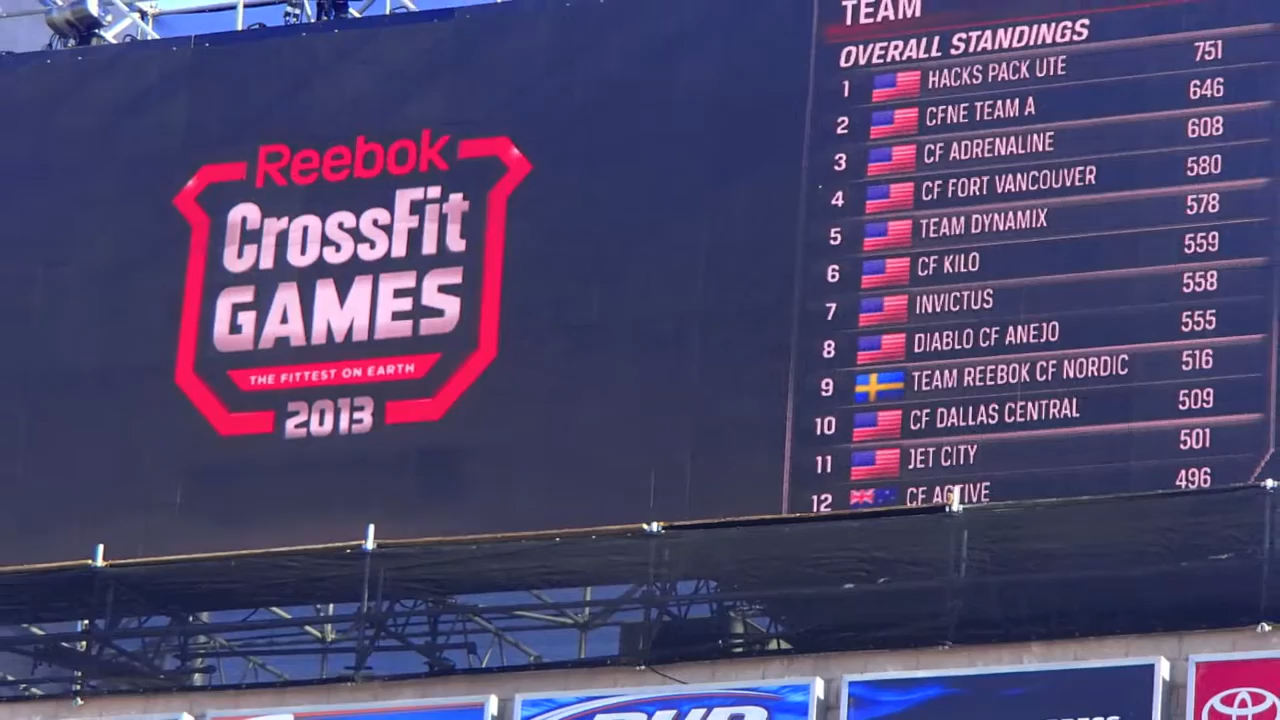 Reebok
CrossFit
GAMES
THE FITTEST ON EARTH
2013
TEAM
OVERALL STANDINGS
1 HACKS PACK UTE 751
2 CFNE TEAM A 646
3 CF ADRENALINE 608
4 CF FORT VANCOUVER 580
5 TEAM DYNAMIX 578
6 CF KILO 559
7 INVICTUS 558
8 DIABLO CF ANEJO 555
9 TEAM REEBOK CF NORDIC 516
10 CF DALLAS CENTRAL 509
11 JET CITY 501
12 CF ACTIVE 496